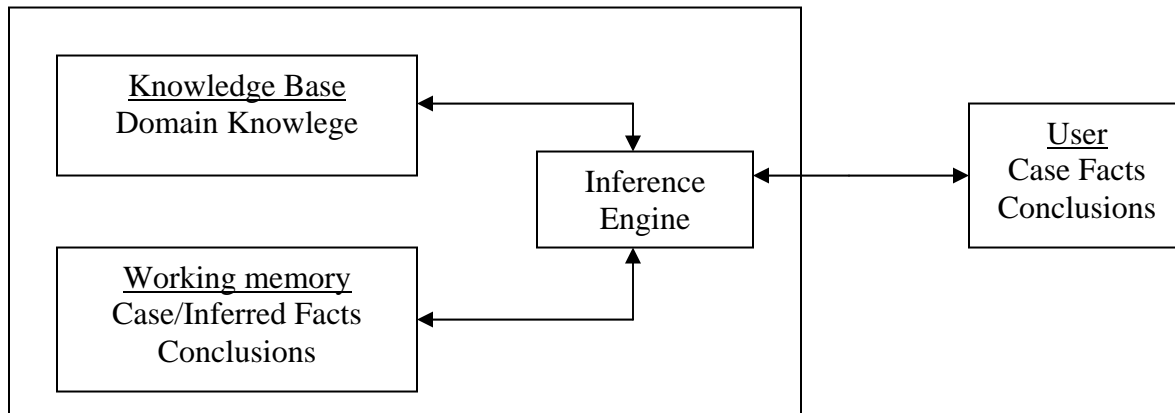 Knowledge Base
Domain Knowlege
Inference
Engine
User
Case Facts
Conclusions
Working memory
Case/Inferred Facts
Conclusions